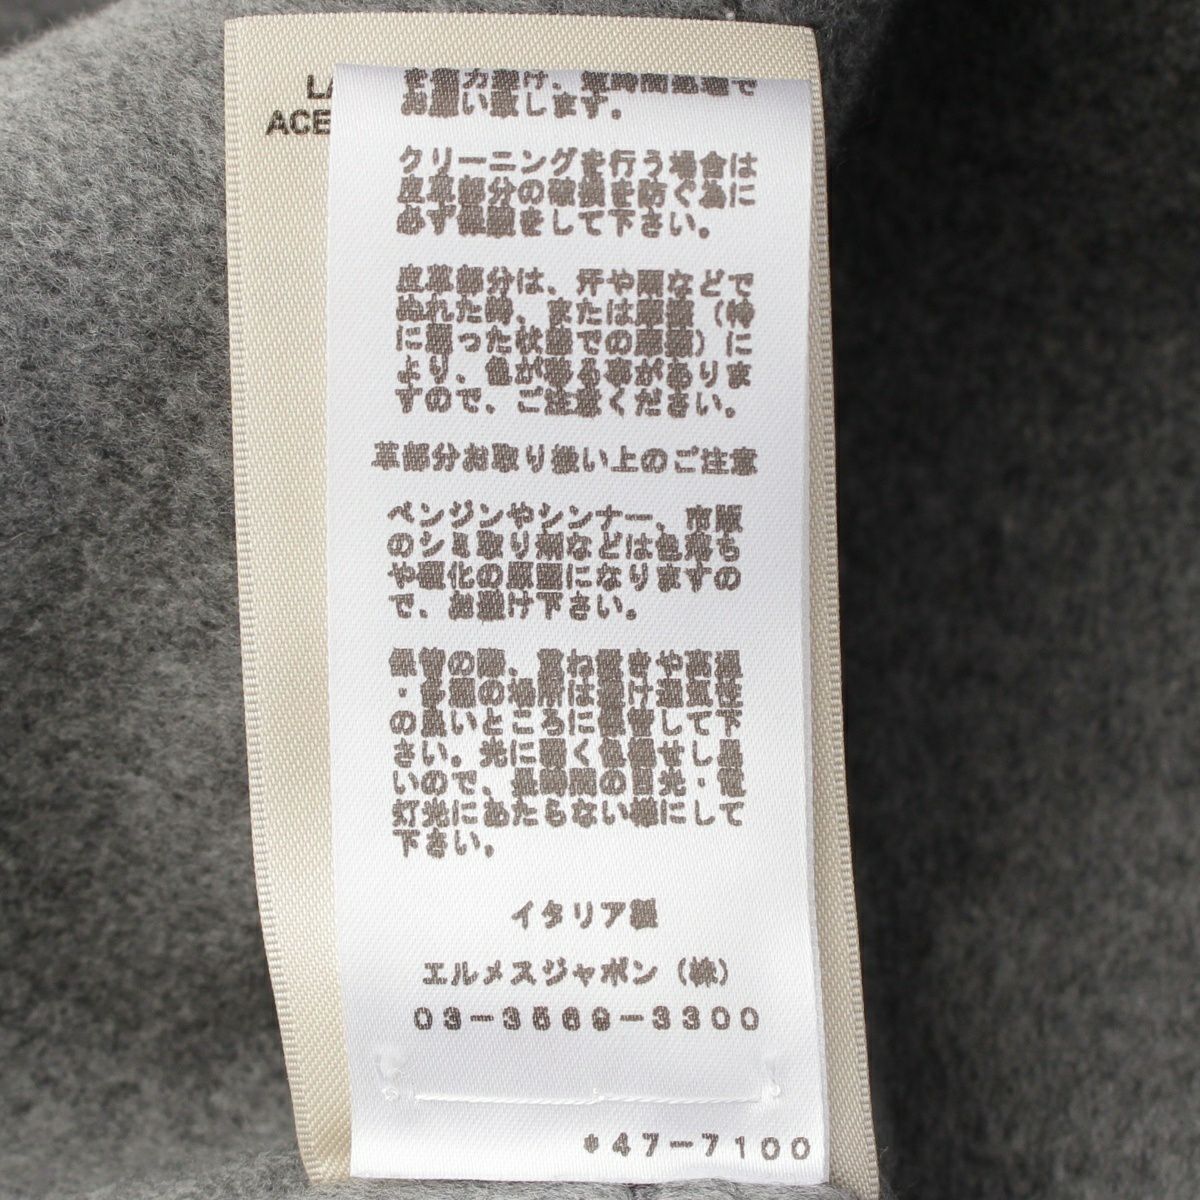 LA
ACE
お願い致します。
クリーニングを行う場合は
皮革部分の破損を防ぐ為に
必ず保護をして下さい。
皮革部分は、汗や雨などで
ぬれた時、または摩擦（特
に湿った状態での摩擦）に
より、色が移る事がありま
すので、ご注意ください。
革部分お取り扱い上のご注意
ベンジンやシンナー、市販
のシミ取り剤などは色落ち
や硬化の原因になりますの
で、お避け下さい。
保管の際、重ね置きや高温
・多湿の場所は避け通気性
の良いところに保管して下
さい。光に弱く色褪せし易
いので、長時間の日光・電
灯光にあたらない様にして
下さい。
イタリア製
エルメスジャポン（株）
03-3569-3300
*47-7100